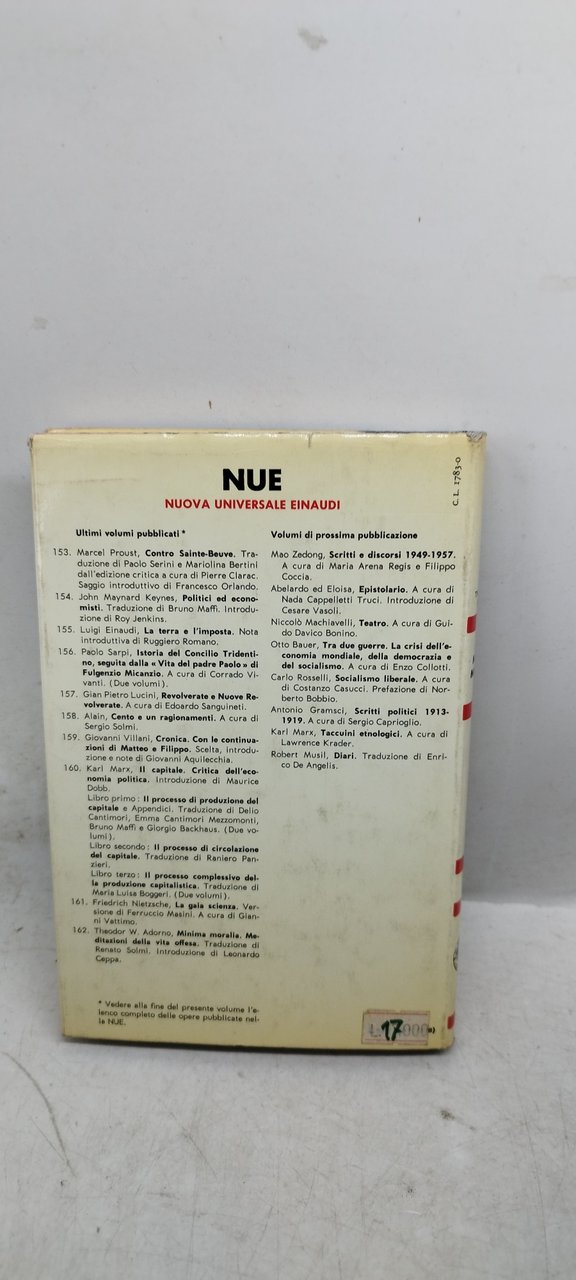 NUE
NUOVA UNIVERSALE EINAUDI
C. L. 1783-0
Ultimi volumi pubblicati *
153. Marcel Proust, Contro Sainte-Beuve. Tra-
duzione di Paolo Serini e Mariolina Bertini
dall'edizione critica a cura di Pierre Clarac.
Saggio introduttivo di Francesco Orlando.
154. John Maynard Keynes, Politici ed econo-
misti. Traduzione di Bruno Maffi. Introdu-
zione di Roy Jenkins.
155. Luigi Einaudi, La terra e l'imposta. Nota
introduttiva di Ruggiero Romano.
156. Paolo Sarpi, Istoria del Concilio Tridenti-
no, seguita dalla « Vita del padre Paolo » di
Fulgenzio Micanzio. A cura di Corrado Vi-
vanti. (Due volumi).
157. Gian Pietro Lucini, Revolverate e Nuove Re-
volverate. A cura di Edoardo Sanguineti.
158. Alain, Cento e un ragionamenti. A cura di
Sergio Solmi.
159. Giovanni Villani, Cronica. Con le continua-
zioni di Matteo e Filippo. Scelta, introdu-
zione e note di Giovanni Aquilecchia.
160. Karl Marx, Il capitale. Critica dell'eco-
nomia politica. Introduzione di Maurice
Dobb.
Libro primo: Il processo di produzione del
capitale e Appendici. Traduzione di Delio
Cantimori, Emma Cantimori Mezzomonti,
Bruno Maffi e Giorgio Backhaus. (Due vo-
lumi).
Libro secondo: Il processo di circolazione
del capitale. Traduzione di Raniero Pan-
zieri.
Libro terzo: Il processo complessivo del-
la produzione capitalistica. Traduzione di
Maria Luisa Boggeri. (Due volumi).
161. Friedrich Nietzsche, La gaia scienza. Ver-
sione di Ferruccio Masini. A cura di Gian-
ni Vattimo.
162. Theodor W. Adorno, Minima moralia. Me-
ditazioni della vita offesa. Traduzione di
Renato Solmi. Introduzione di Leonardo
Ceppa.
* Vedere alla fine del presente volume l'e-
lenco completo delle opere pubblicate nel-
la NUE.
Volumi di prossima pubblicazione
Mao Zedong, Scritti e discorsi 1949-1957.
A cura di Maria Arena Regis e Filippo
Coccia.
Abelardo ed Eloisa, Epistolario. A cura di
Nada Cappelletti Truci. Introduzione di
Cesare Vasoli.
Niccolò Machiavelli, Teatro. A cura di Gui-
do Davico Bonino.
Otto Bauer, Tra due guerre. La crisi dell'e-
conomia mondiale, della democrazia e
del socialismo. A cura di Enzo Collotti.
Carlo Rosselli, Socialismo liberale. A cura
di Costanzo Casucci. Prefazione di Nor-
berto Bobbio.
Antonio Gramsci, Scritti politici 1913-
1919. A cura di Sergio Caprioglio.
Karl Marx, Taccuini etnologici. A cura di
Lawrence Krader.
Robert Musil, Diari. Traduzione di Enri-
co De Angelis.
L. 17000